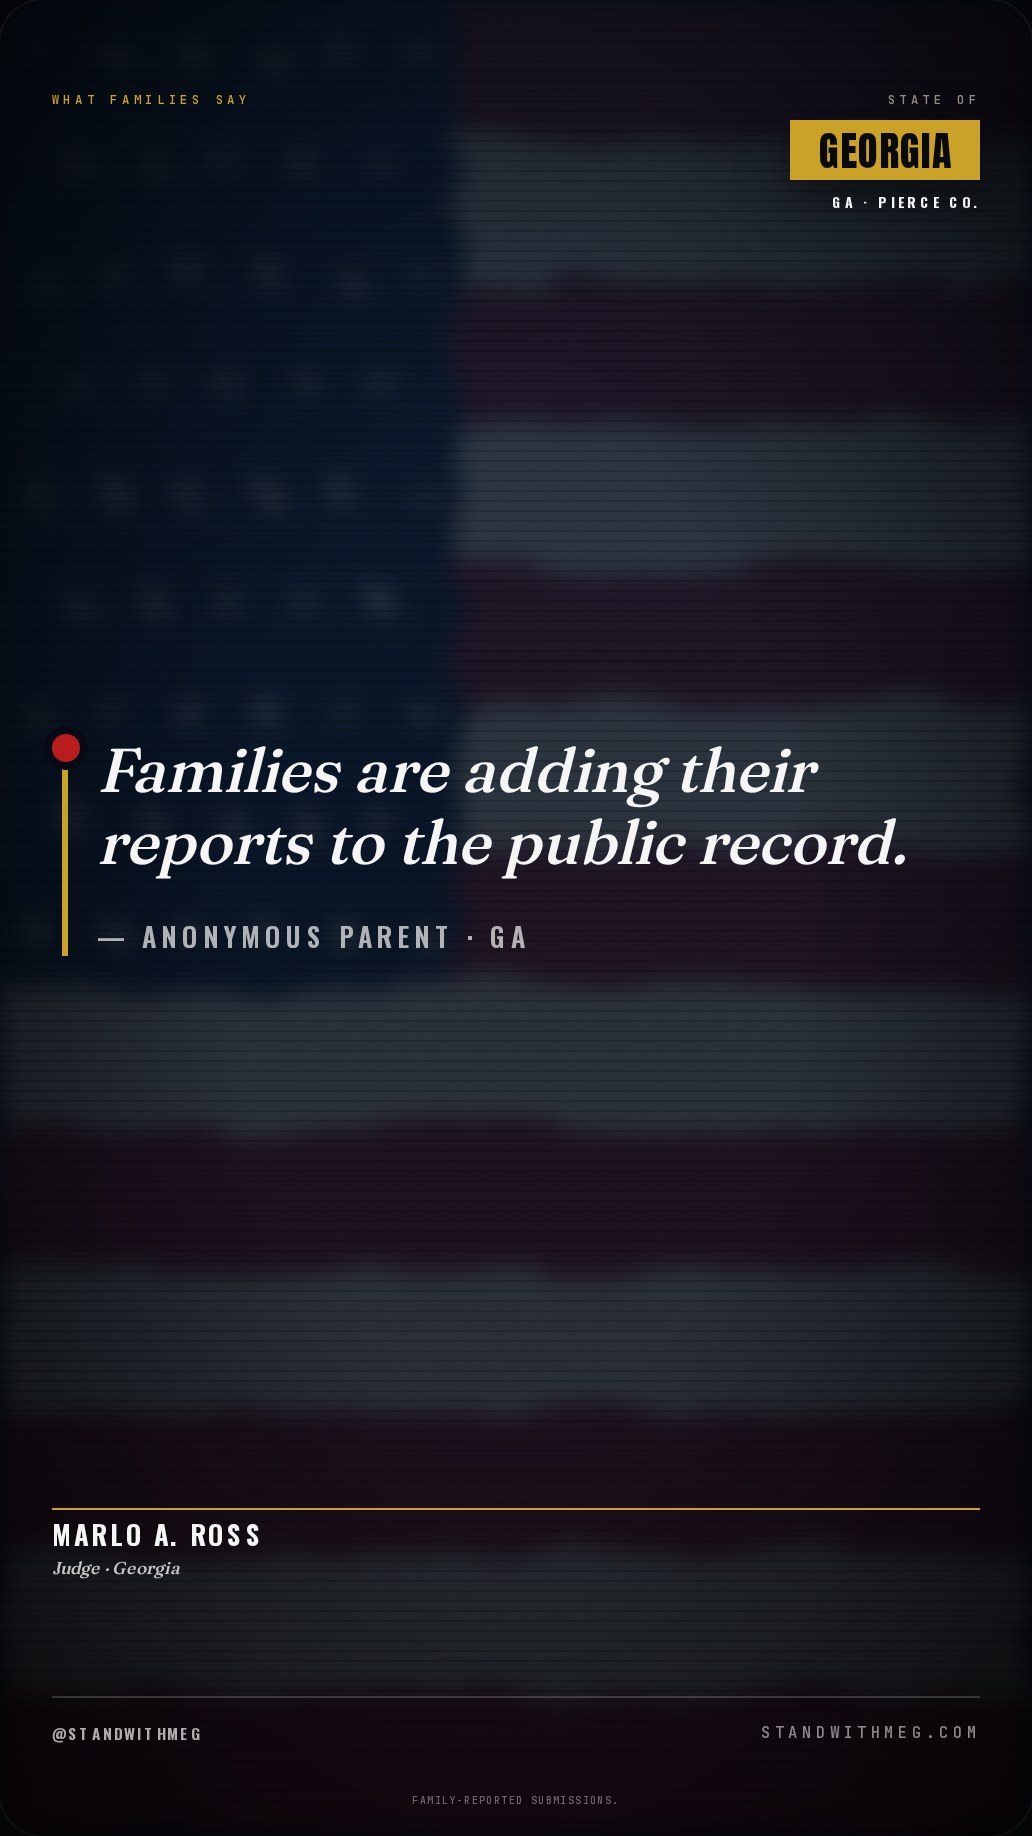 WHAT FAMILIES SAY
STATE OF
GEORGIA
GA · PIERCE CO.
Families are adding their
reports to the public record.
— ANONYMOUS PARENT · GA
MARLO A. ROSS
Judge · Georgia
@STANDWITHMEG
STANDWITHMEG.COM
FAMILY-REPORTED SUBMISSIONS.